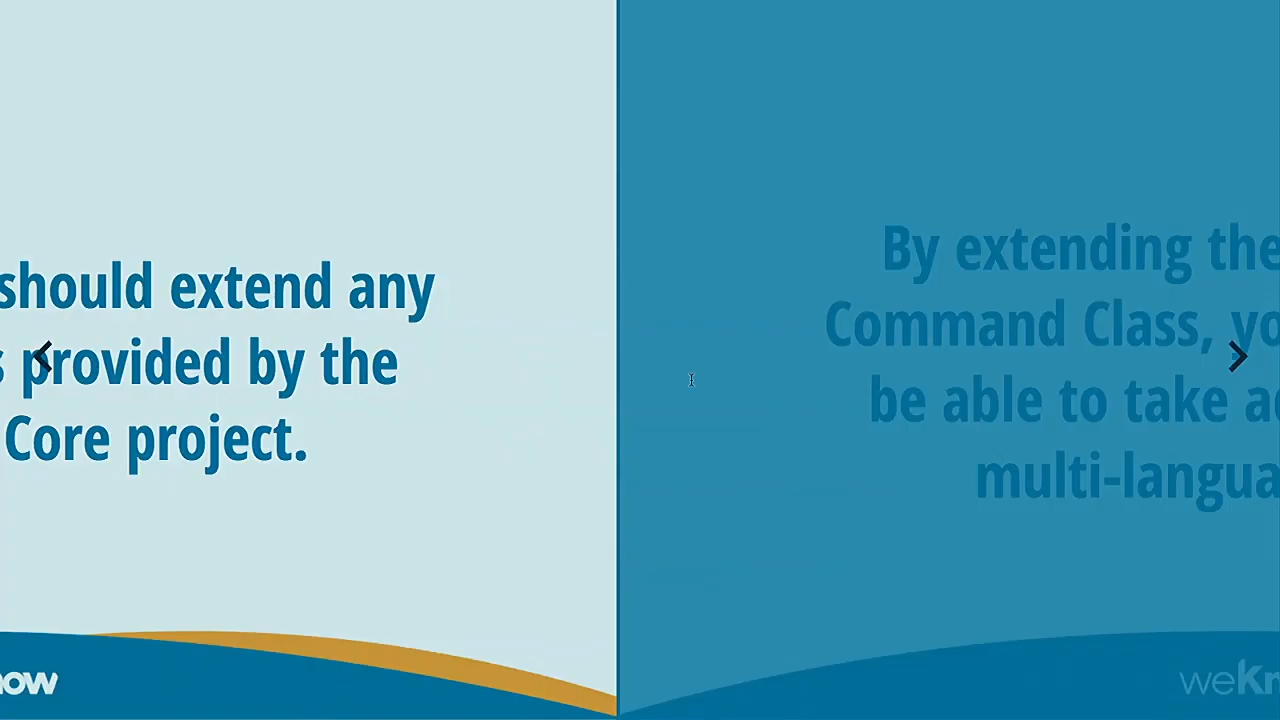 should extend any
s provided by the
Core project.
now
By extending the
Command Class, yo
be able to take a
multi-langua
weKn